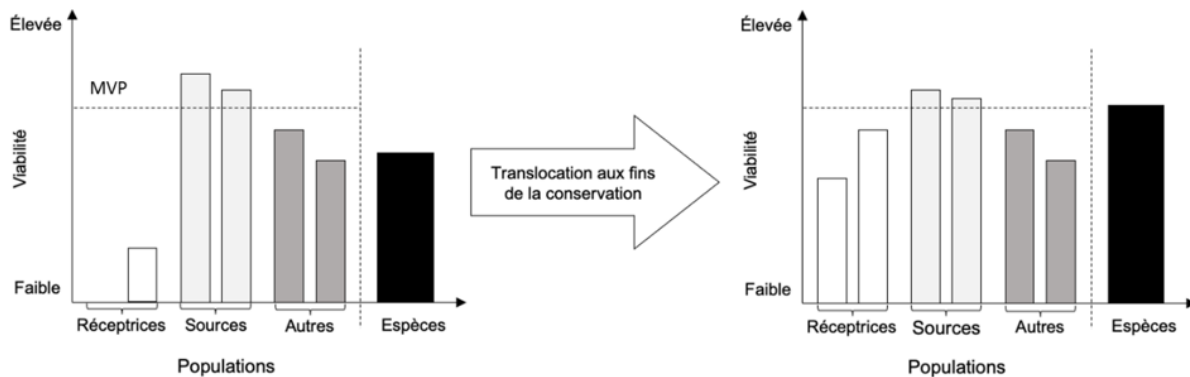 Élevée
MVP
Viabilité
Faible
Réceptrices Sources Autres Espèces
Populations
Translocation aux fins
de la conservation
Élevée
Viabilité
Faible
Réceptrices Sources Autres Espèces
Populations